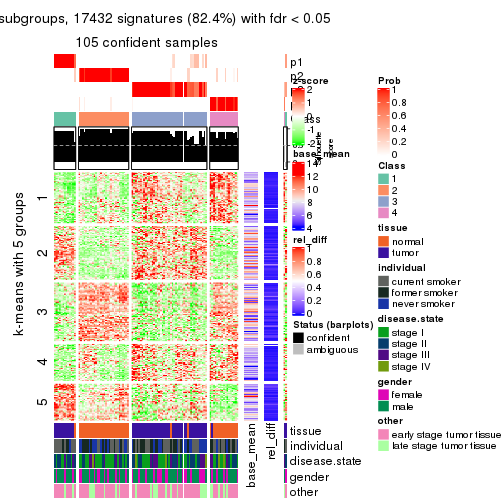 subgroups, 17432 signatures (82.4%) with fdr < 0.05
105 confident samples
p1
p2
z-score
2
1
0
-1
-2
base_mean
14
12
10
8
6
4
rel_diff
1
0.8
0.6
0.4
0.2
0
Status (barplots)
confident
ambiguous
Prob
1
0.8
0.6
0.4
0.2
0
Class
1
2
3
4
tissue
normal
tumor
individual
current smoker
former smoker
never smoker
disease.state
stage I
stage II
stage III
stage IV
gender
female
male
other
early stage tumor tissue
late stage tumor tissue
k-means with 5 groups
1
2
3
4
5
base_mean
rel_diff
tissue
individual
disease.state
gender
other